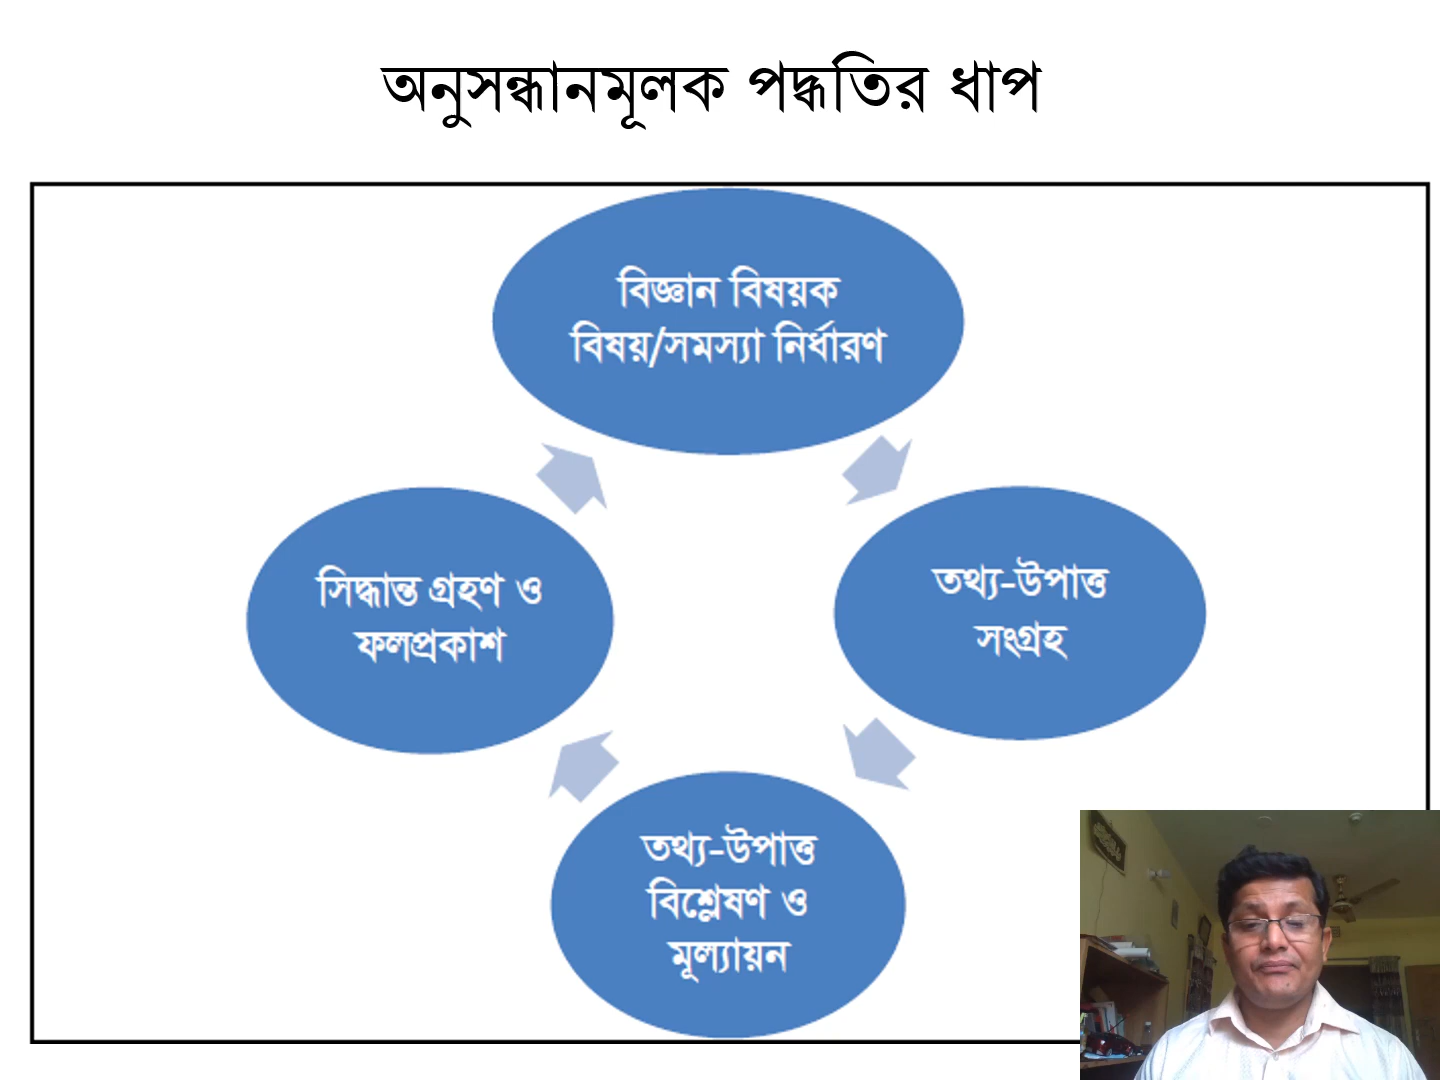 অনুসন্ধানমূলক পদ্ধতির ধাপ
বিজ্ঞান বিষয়ক
বিষয়/সমস্যা নির্ধারণ
তথ্য-উপাত্ত
সংগ্রহ
তথ্য-উপাত্ত
বিশ্লেষণ ও
মূল্যায়ন
সিদ্ধান্ত গ্রহণ ও
ফলপ্রকাশ